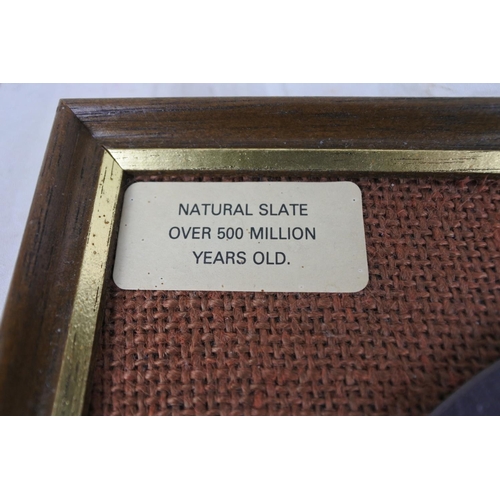 NATURAL SLATE
OVER 500 MILLION
YEARS OLD.